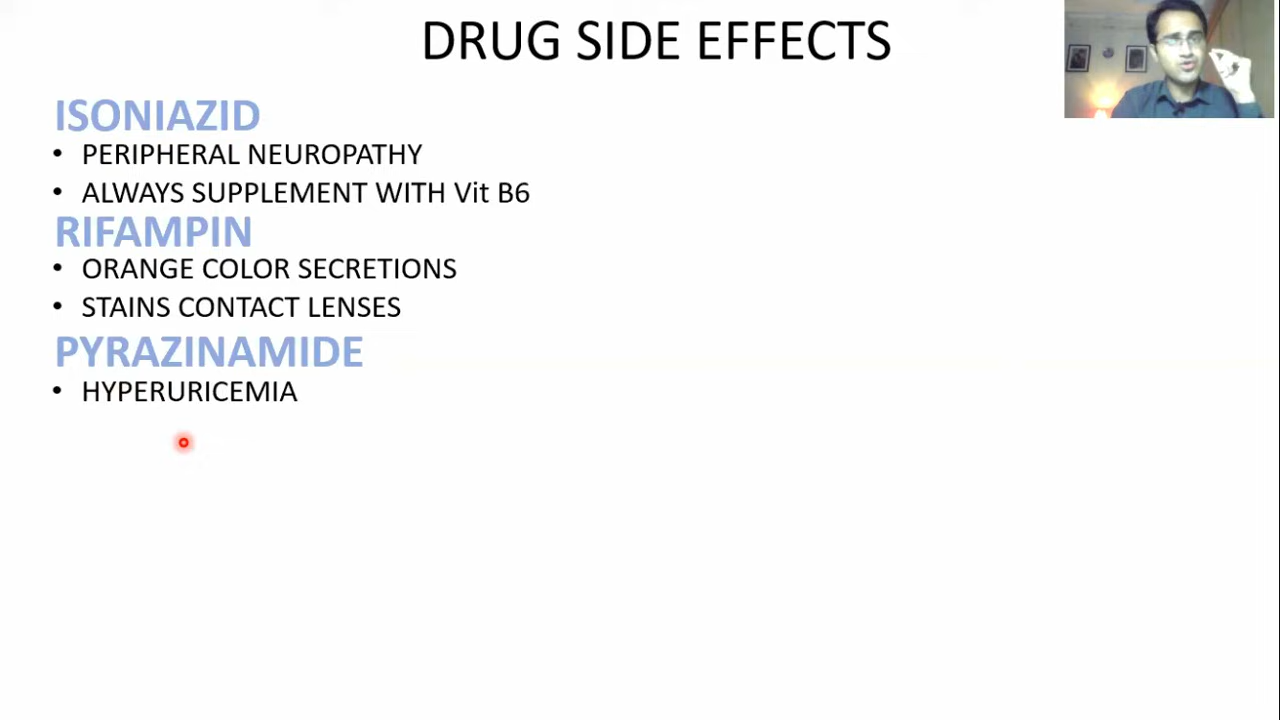 DRUG SIDE EFFECTS
ISONIAZID
• PERIPHERAL NEUROPATHY
• ALWAYS SUPPLEMENT WITH Vit B6
RIFAMPIN
• ORANGE COLOR SECRETIONS
• STAINS CONTACT LENSES
PYRAZINAMIDE
• HYPERURICEMIA